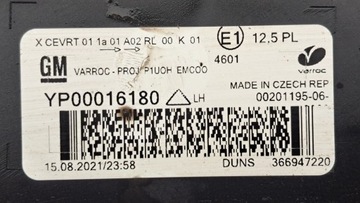 X CEVRT 01 1a 01 A02 RL 00 K 01
E1 12.5 PL
4601
varroc
GM VARROC - PROJ P1UOH EMCOO
YP00016180 LH
MADE IN CZECH REP
00201195-06-
15.08.2021/23:58
DUNS 366947220